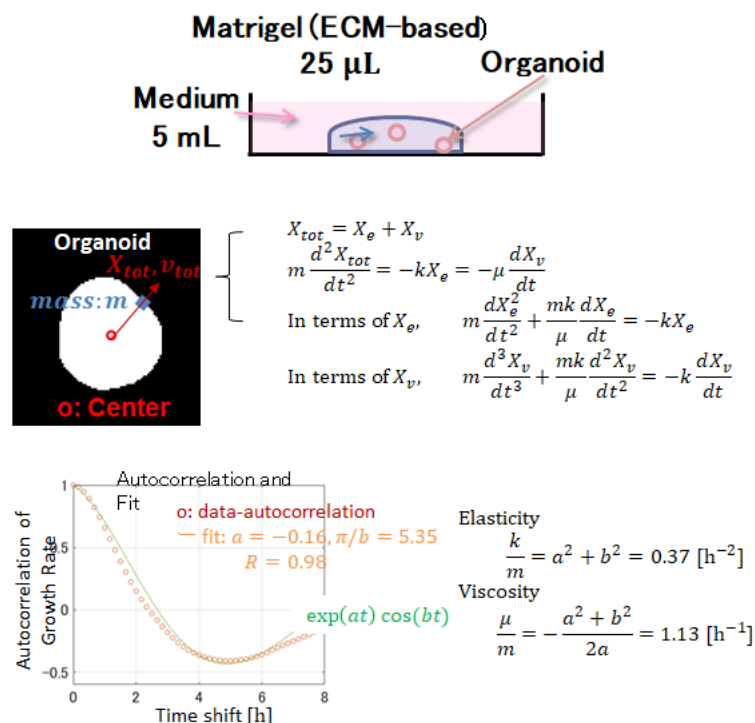 Matrigel (ECM-based)
25 μL
Organoid
Medium
5 mL
Organoid
X_tot, v_tot
mass: m
o: Center
X_tot = X_e + X_v
m d²X_tot/dt² = −kX_e = −μ dX_v/dt
In terms of X_e, m dX_e²/dt² + mk/μ dX_e/dt = −kX_e
In terms of X_v, m d³X_v/dt³ + mk/μ d²X_v/dt² = −k dX_v/dt
Autocorrelation and
Fit
o: data-autocorrelation
— fit: a = −0.16, π/b = 5.35
R = 0.98
exp(at) cos(bt)
Autocorrelation of
Growth Rate
1
0.5
0
-0.5
0 2 4 6 8
Time shift [h]
Elasticity
k/m = a² + b² = 0.37 [h⁻²]
Viscosity
μ/m = − (a² + b²)/2a = 1.13 [h⁻¹]